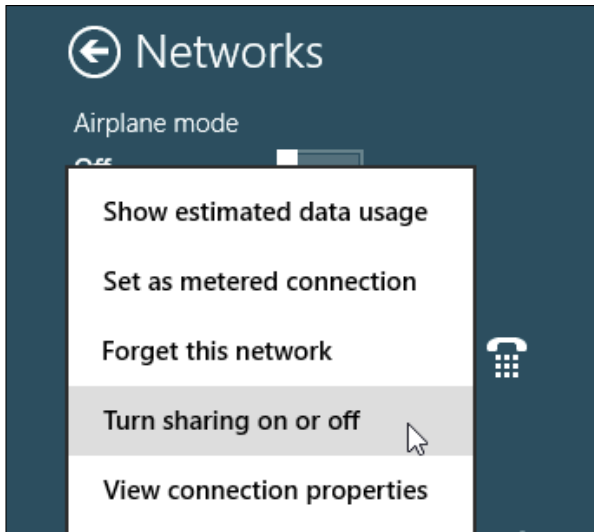 Networks
Airplane mode
Off
Show estimated data usage
Set as metered connection
Forget this network
Turn sharing on or off
View connection properties